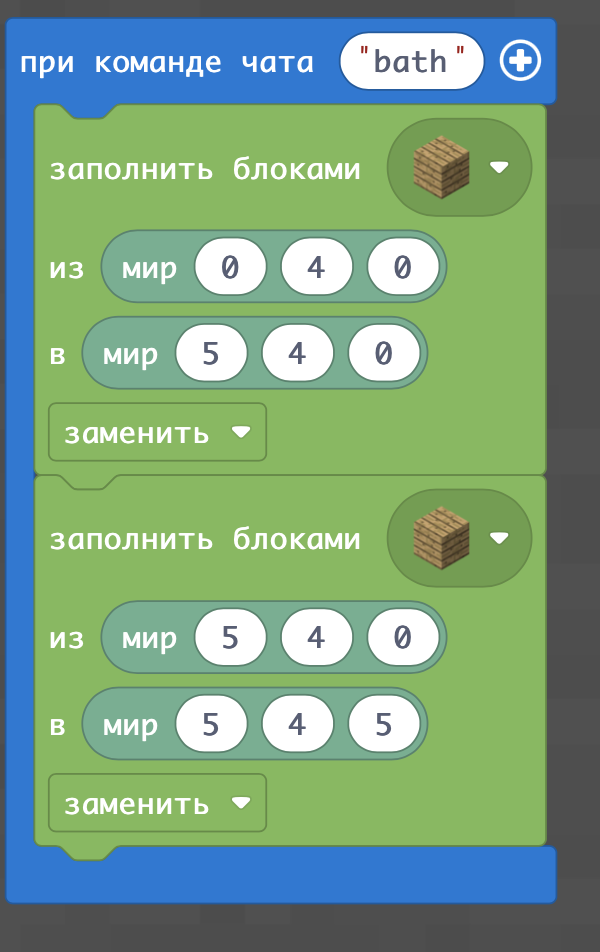 при команде чата "bath"
заполнить блоками
из мир 0 4 0
в мир 5 4 0
заменить
заполнить блоками
из мир 5 4 0
в мир 5 4 5
заменить